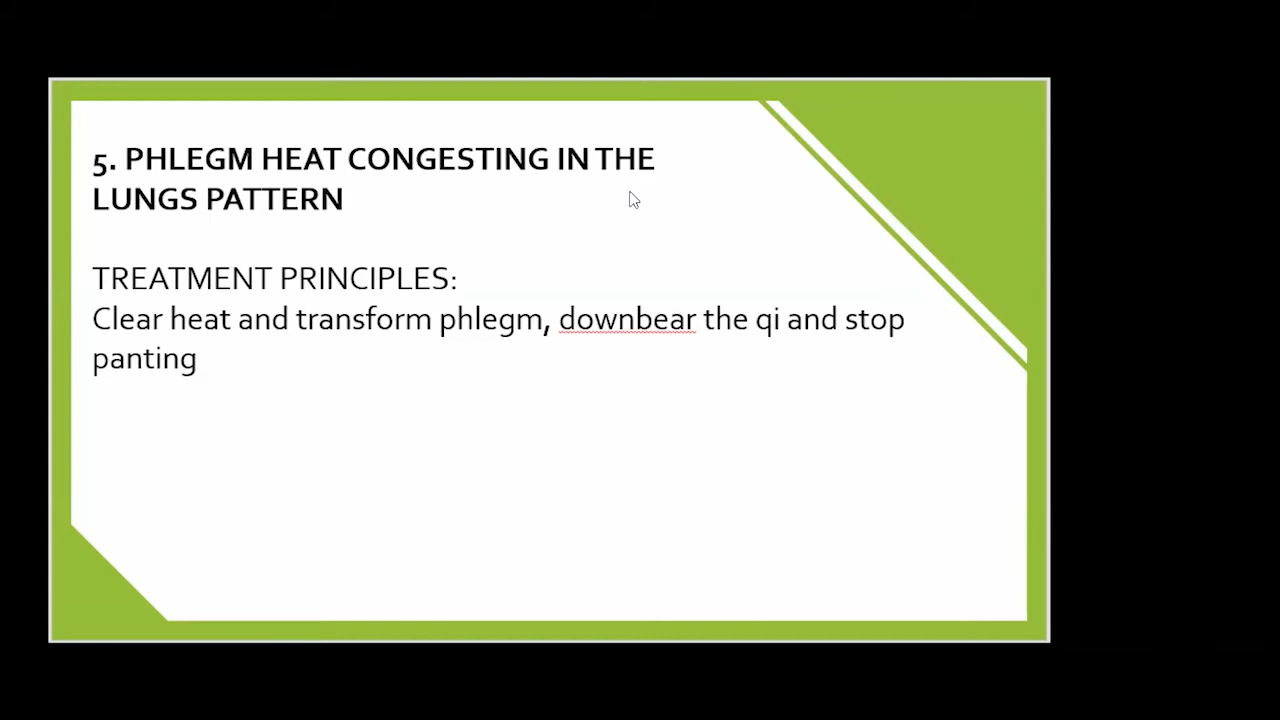 5. PHLEGM HEAT CONGESTING IN THE
LUNGS PATTERN
TREATMENT PRINCIPLES:
Clear heat and transform phlegm, downbear the qi and stop
panting